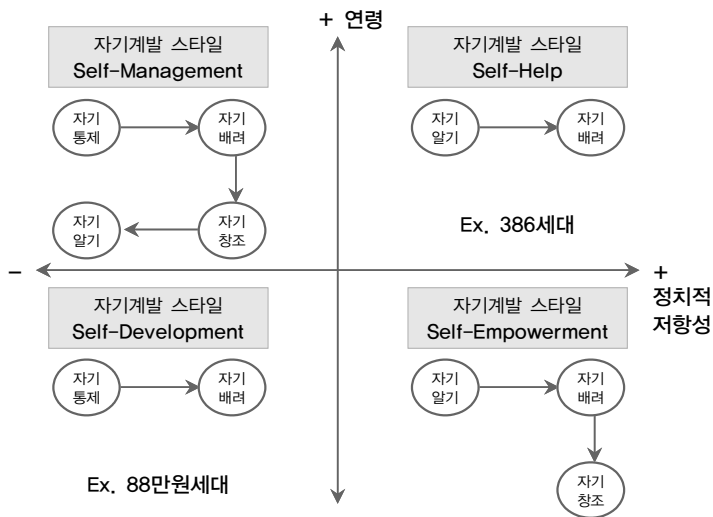 + 연령
자기계발 스타일
Self-Management
자기
통제
자기
배려
자기
알기
자기
창조
자기계발 스타일
Self-Help
자기
알기
자기
배려
Ex. 386세대
-
+
정치적
저항성
자기계발 스타일
Self-Development
자기
통제
자기
배려
Ex. 88만원세대
자기계발 스타일
Self-Empowerment
자기
알기
자기
배려
자기
창조